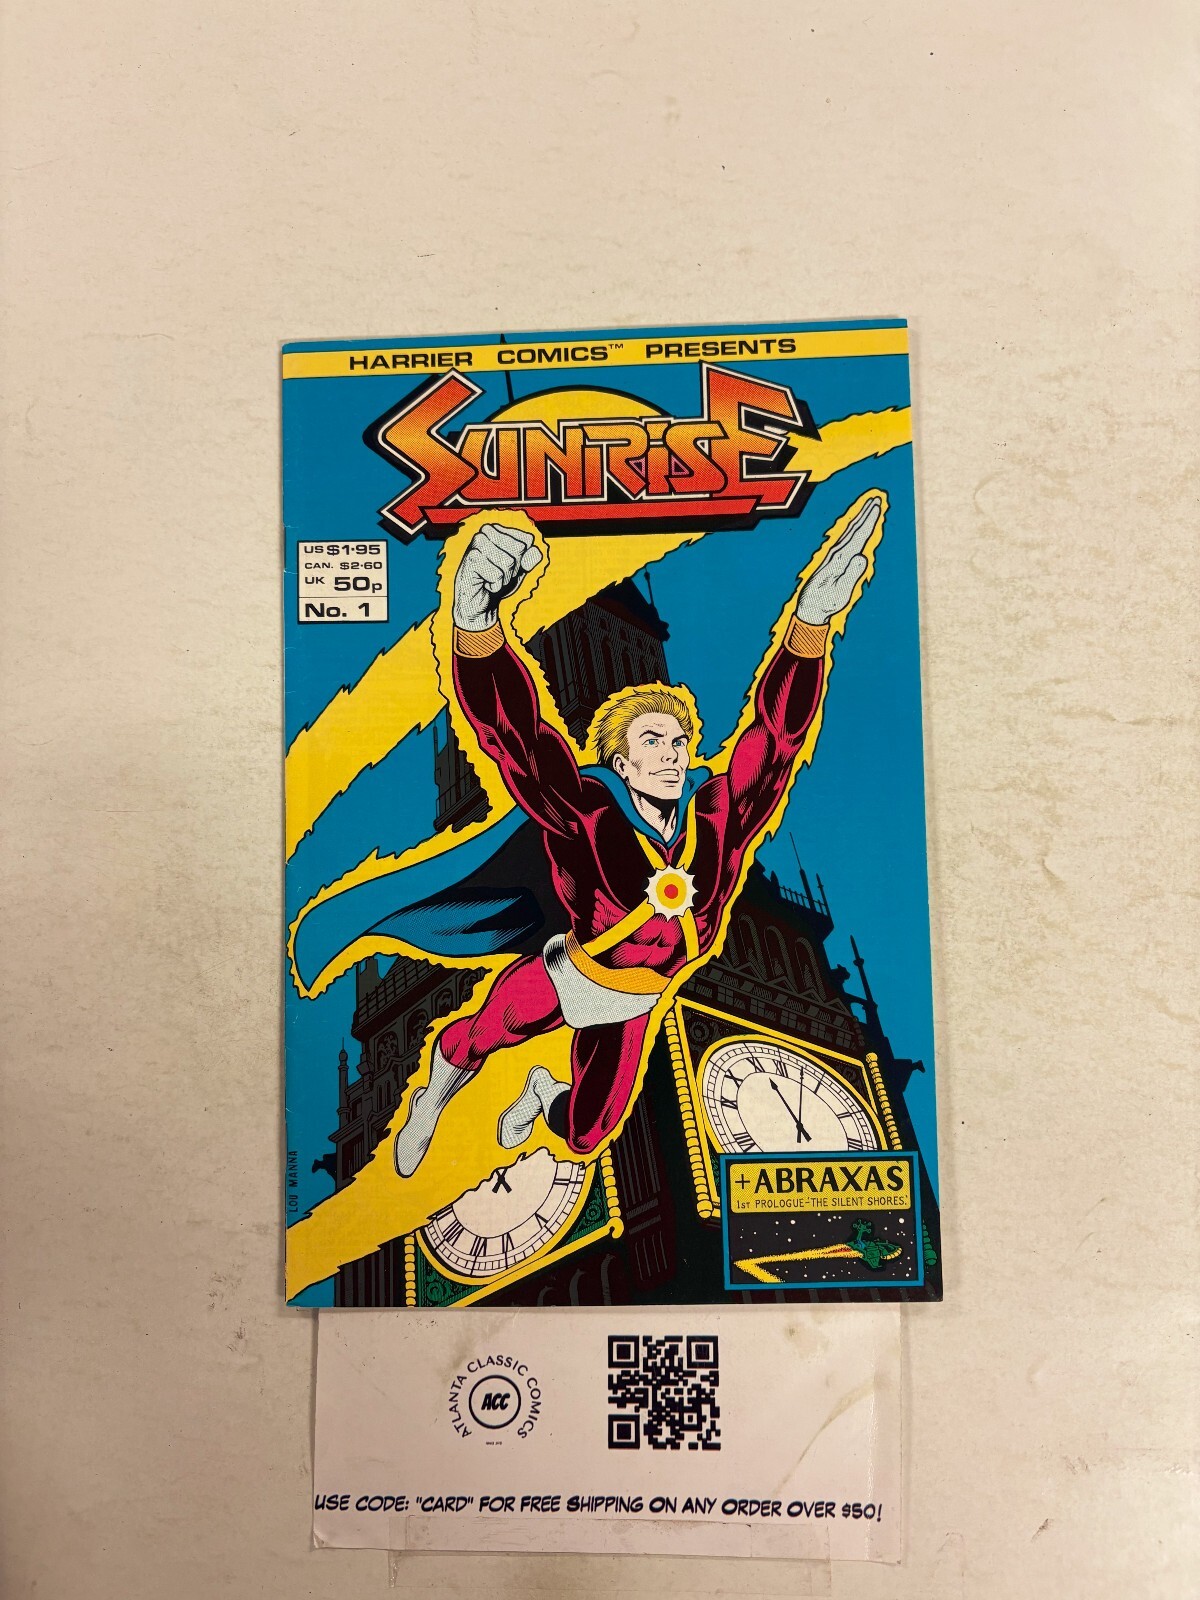 HARRIER COMICS™ PRESENTS
SUNRISE
US $1·95
CAN. $2·60
UK 50p
No. 1
LOU MANNA
+ABRAXAS
1ST PROLOGUE-'THE SILENT SHORES.'
ATLANTA CLASSIC COMICS
ACC
USE CODE: "CARD" FOR FREE SHIPPING ON ANY ORDER OVER $50!